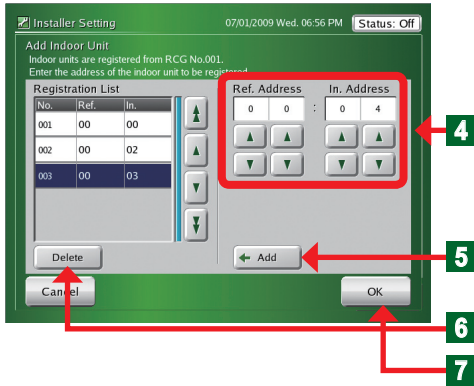 Installer Setting 07/01/2009 Wed. 06:56 PM Status: Off
Add Indoor Unit
Indoor units are registered from RCG No.001.
Enter the address of the indoor unit to be registered
Registration List
No. Ref. In.
001 00 00
002 00 02
003 00 03
Ref. Address In. Address
0 0 : 0 4
4
Delete
Add
5
Cancel
OK
6
7